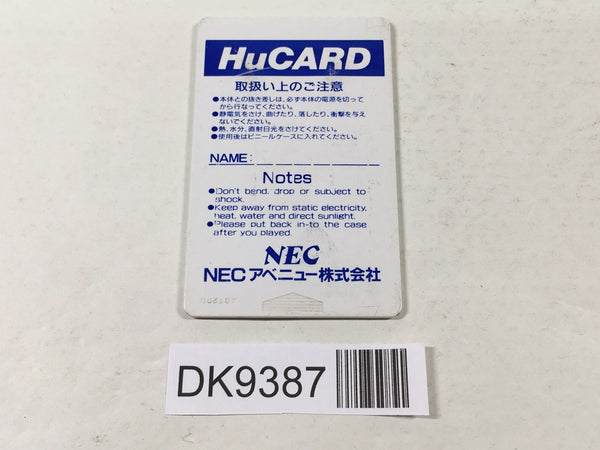 HuCARD
取扱い上のご注意
●本体との抜き差しは、必ず本体の電源を切って
から行なってください。
●静電気をさけ、曲げたり、落したり、衝撃を与え
ないでください。
●熱、水分、直射日光をさけてください。
●使用後はビニールケースに入れてください。
NAME:
Notes
●Don't bend, drop or subject to
shock.
●Keep away from static electricity,
heat, water and direct sunlight.
●Please put back in-to the case
after you played.
NEC
NECアベニュー株式会社
DK9387